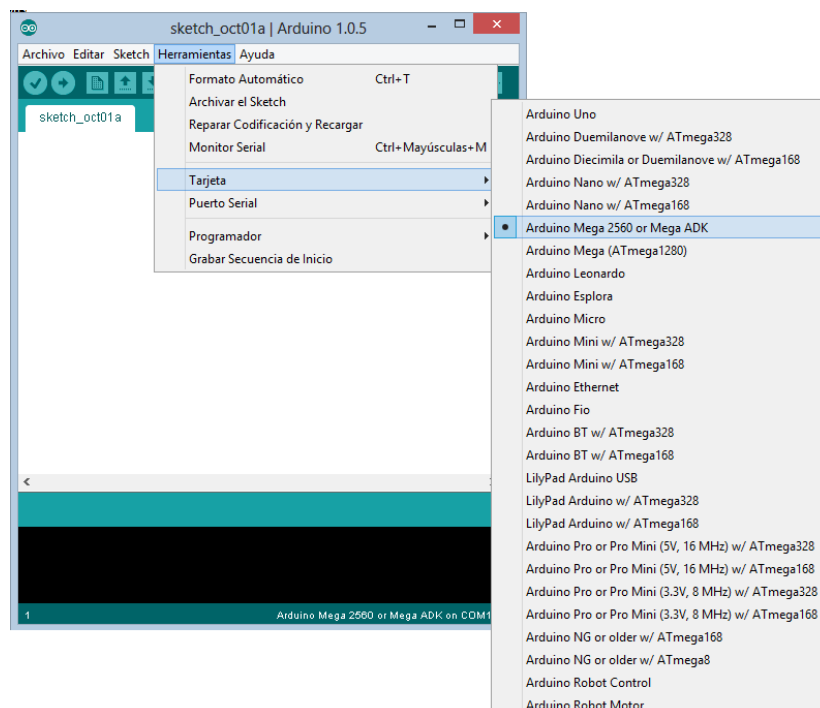 sketch_oct01a | Arduino 1.0.5
Archivo Editar Sketch Herramientas Ayuda
sketch_oct01a
Formato Automático Ctrl+T
Archivar el Sketch
Reparar Codificación y Recargar
Monitor Serial Ctrl+Mayúsculas+M
Tarjeta
Puerto Serial
Programador
Grabar Secuencia de Inicio
Arduino Uno
Arduino Duemilanove w/ ATmega328
Arduino Diecimila or Duemilanove w/ ATmega168
Arduino Nano w/ ATmega328
Arduino Nano w/ ATmega168
Arduino Mega 2560 or Mega ADK
Arduino Mega (ATmega1280)
Arduino Leonardo
Arduino Esplora
Arduino Micro
Arduino Mini w/ ATmega328
Arduino Mini w/ ATmega168
Arduino Ethernet
Arduino Fio
Arduino BT w/ ATmega328
Arduino BT w/ ATmega168
LilyPad Arduino USB
LilyPad Arduino w/ ATmega328
LilyPad Arduino w/ ATmega168
Arduino Pro or Pro Mini (5V, 16 MHz) w/ ATmega328
Arduino Pro or Pro Mini (5V, 16 MHz) w/ ATmega168
Arduino Pro or Pro Mini (3.3V, 8 MHz) w/ ATmega328
Arduino Pro or Pro Mini (3.3V, 8 MHz) w/ ATmega168
Arduino NG or older w/ ATmega168
Arduino NG or older w/ ATmega8
Arduino Robot Control
Arduino Robot Motor
1 Arduino Mega 2560 or Mega ADK on COM1